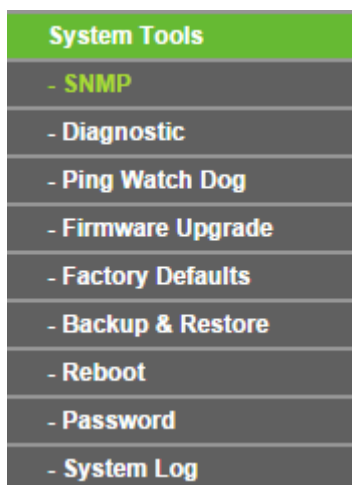 System Tools
- SNMP
- Diagnostic
- Ping Watch Dog
- Firmware Upgrade
- Factory Defaults
- Backup & Restore
- Reboot
- Password
- System Log